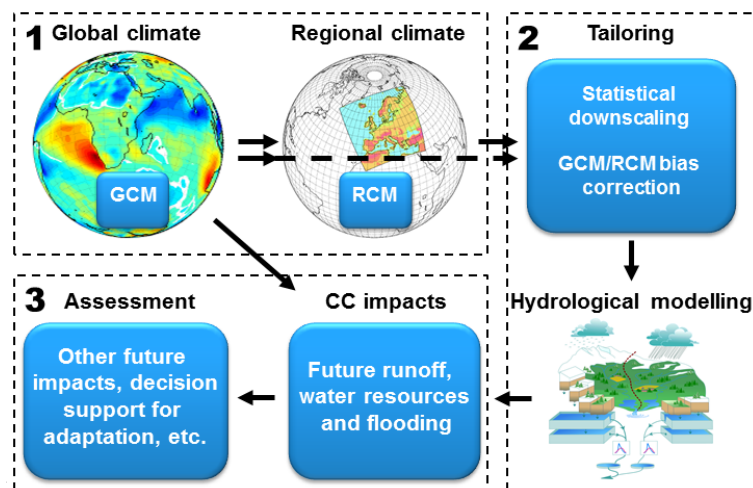 1 Global climate
Regional climate
GCM
RCM
2 Tailoring
Statistical
downscaling
GCM/RCM bias
correction
Hydrological modelling
3 Assessment
CC impacts
Other future
impacts, decision
support for
adaptation, etc.
Future runoff,
water resources
and flooding